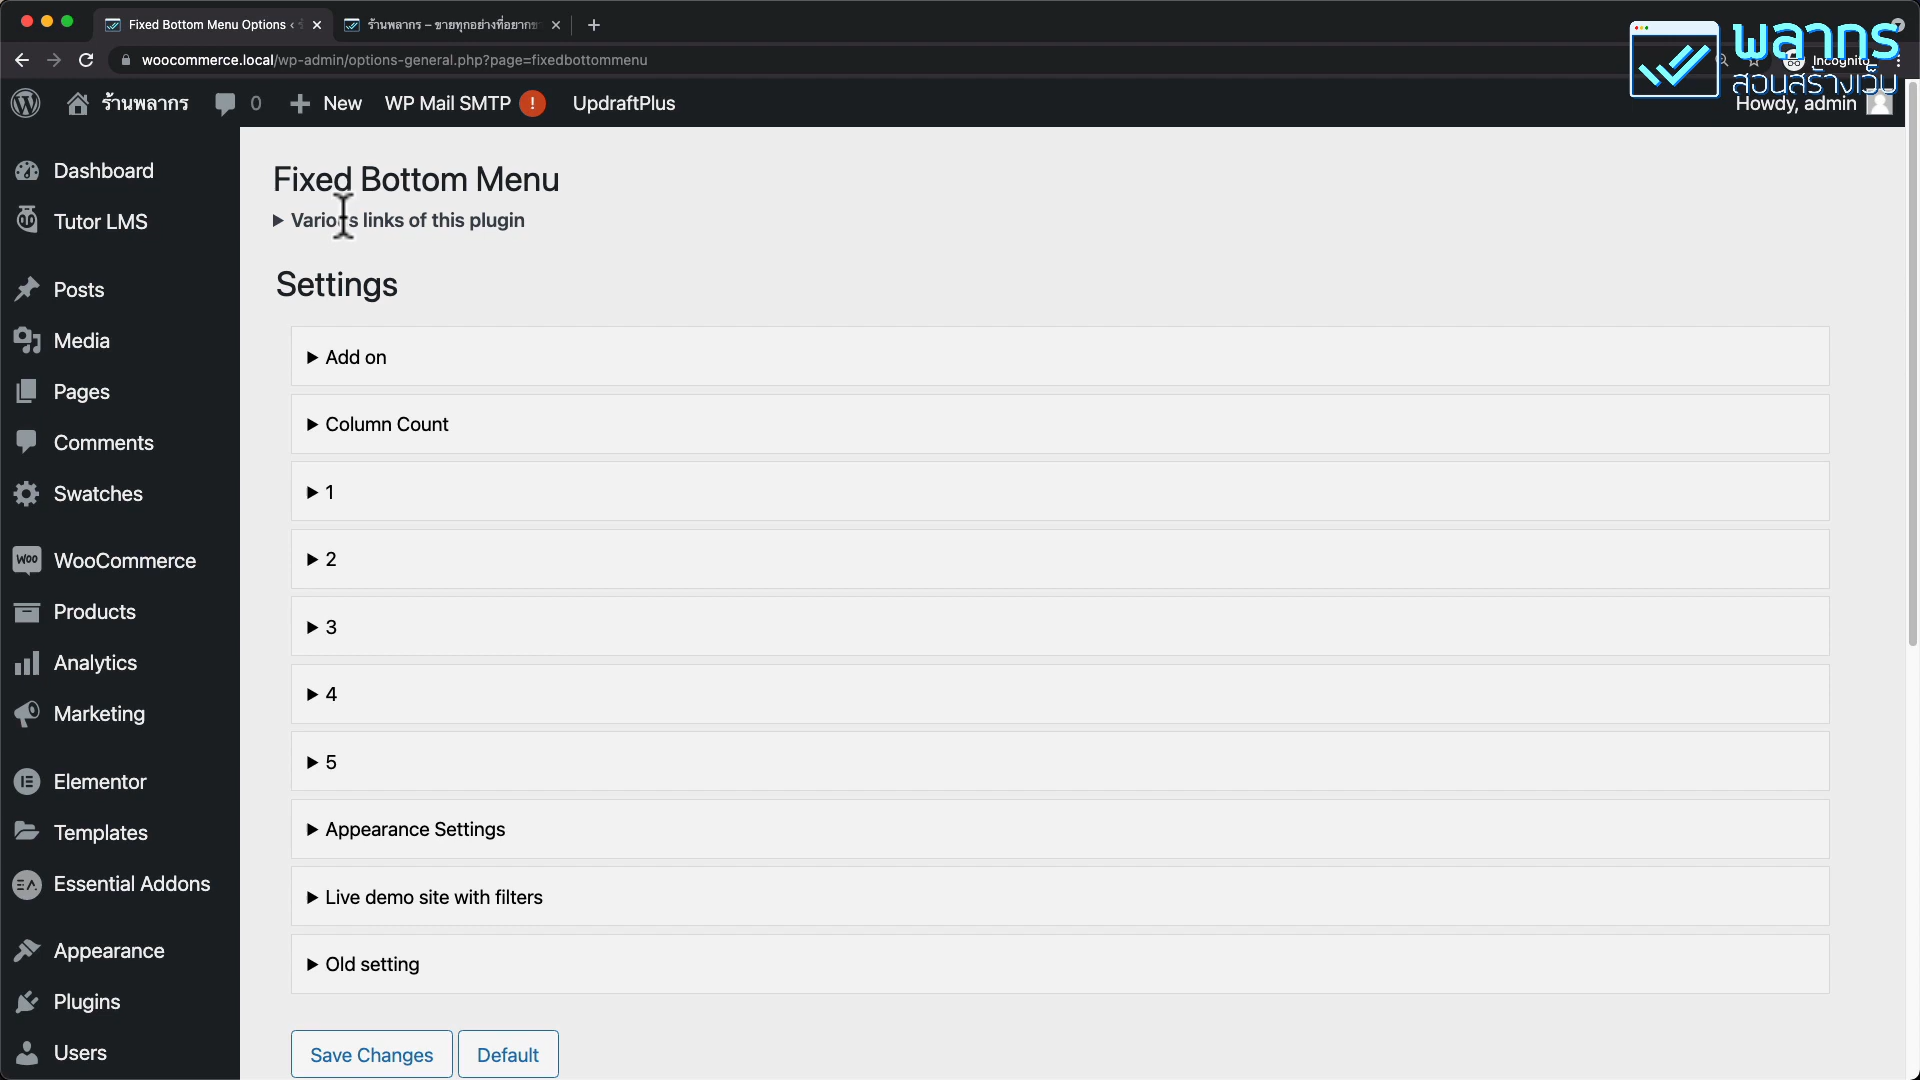 Fixed Bottom Menu Options ‹
ร้านพลากร – ขายทุกอย่างที่อยากข
woocommerce.local/wp-admin/options-general.php?page=fixedbottommenu
Incognito
พลากร
สอนสร้างเว็บ
ร้านพลากร
0
New
WP Mail SMTP
!
UpdraftPlus
Howdy, admin
Dashboard
Tutor LMS
Posts
Media
Pages
Comments
Swatches
WooCommerce
Products
Analytics
Marketing
Elementor
Templates
Essential Addons
Appearance
Plugins
Users
Fixed Bottom Menu
Various links of this plugin
Settings
Add on
Column Count
1
2
3
4
5
Appearance Settings
Live demo site with filters
Old setting
Save Changes
Default